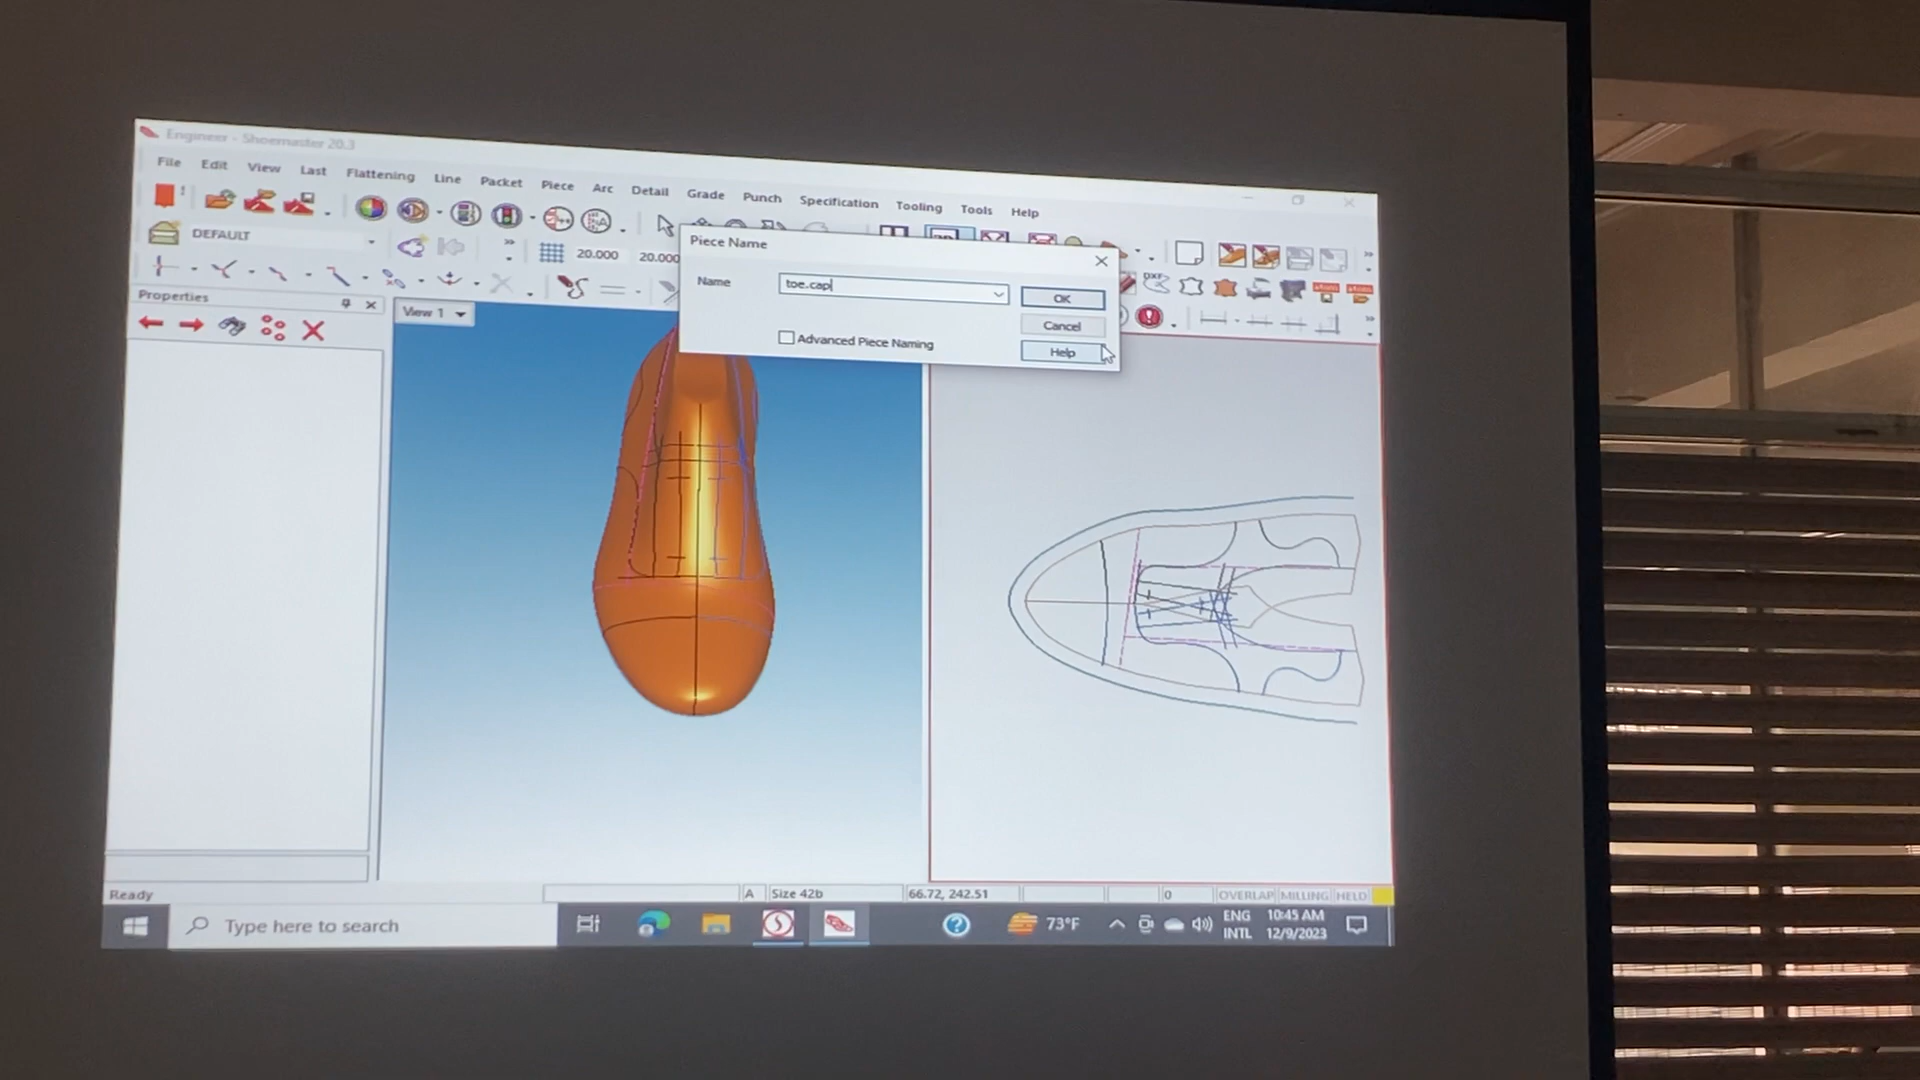 Engineer - Shoemaster 20.3
File Edit View Last Flattening Line Packet Piece Arc Detail Grade Punch Specification Tooling Tools Help
DEFAULT
20.000 20.000
Piece Name
Name toe.cap
OK
Cancel
Advanced Piece Naming
Help
DXF
Properties
View 1
Ready
A Size 42b 66.72, 242.51 0 OVERLAP MILLING HELD
Type here to search
73°F
ENG
INTL
10:45 AM
12/9/2023